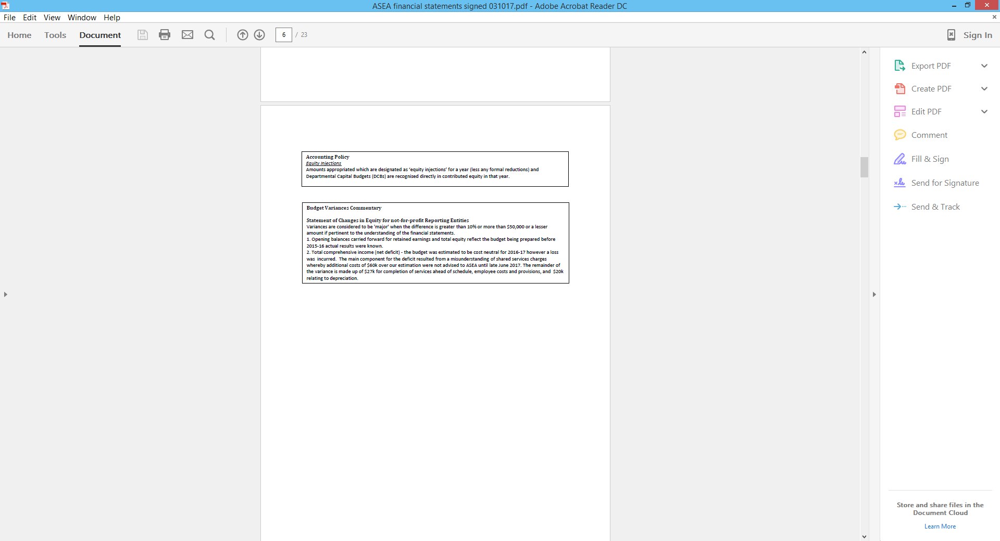 ASEA financial statements signed 031017.pdf - Adobe Acrobat Reader DC
File Edit View Window Help
Home Tools Document 6 / 23 Sign In
Accounting Policy
Equity Injections
Amounts appropriated which are designated as ‘equity injections’ for a year (less any formal reductions) and
Departmental Capital Budgets (DCBs) are recognised directly in contributed equity in that year.
Budget Variances Commentary
Statement of Changes in Equity for not-for-profit Reporting Entities
Variances are considered to be 'major' when the difference is greater than 10% or more than $50,000 or a lesser
amount if pertinent to the understanding of the financial statements.
1. Opening balances carried forward for retained earnings and total equity reflect the budget being prepared before
2015-16 actual results were known.
2. Total comprehensive income (net deficit) - the budget was estimated to be cost neutral for 2016-17 however a loss
was incurred. The main component for the deficit resulted from a misunderstanding of shared services charges
whereby additional costs of $60k over our estimation were not advised to ASEA until late June 2017. The remainder of
the variance is made up of $27k for completion of services ahead of schedule, employee costs and provisions, and $20k
relating to depreciation.
Export PDF
Create PDF
Edit PDF
Comment
Fill & Sign
Send for Signature
Send & Track
Store and share files in the
Document Cloud
Learn More